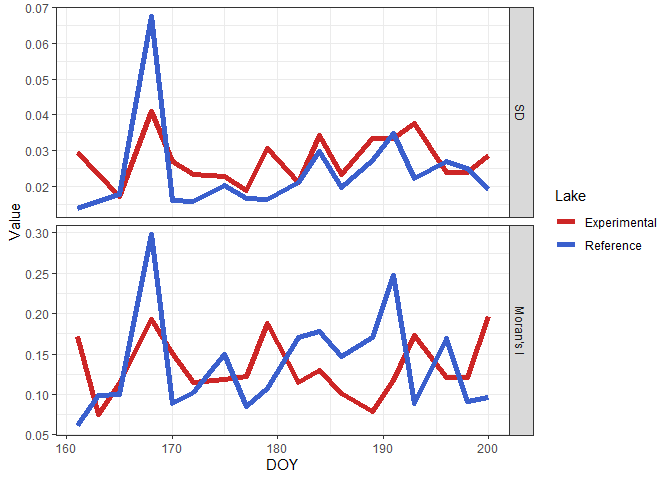 0.07
0.06
0.05
0.04
0.03
0.02
SD
Value
0.30
0.25
0.20
0.15
0.10
0.05
Morans I
160 170 180 190 200
DOY
Lake
Experimental
Reference